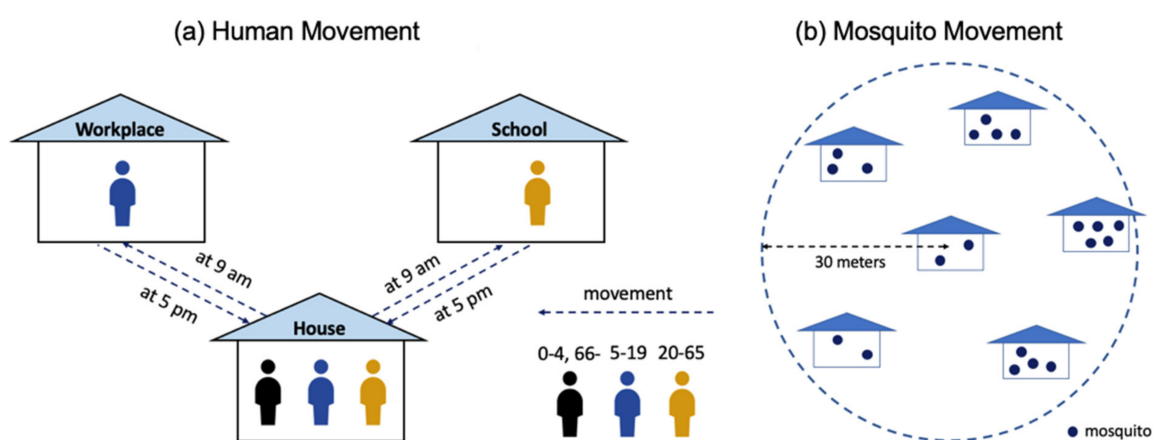 (a) Human Movement
(b) Mosquito Movement
Workplace
School
at 9 am
at 5 pm
at 9 am
at 5 pm
House
movement
0-4, 66- 5-19 20-65
30 meters
mosquito